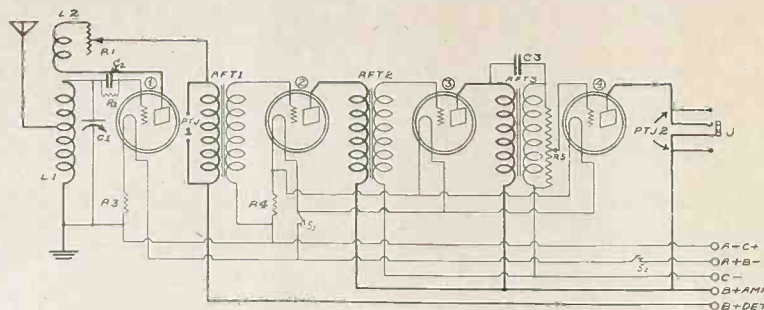 L2
R1
C2
R2
①
AFT1
②
AFT2
③
C3
AFT3
④
C1
PTJ
1
R5
PTJ2
J
L1
R3
R4
S1
A-C+
A+B-
S2
C-
B+AMP
B+DET